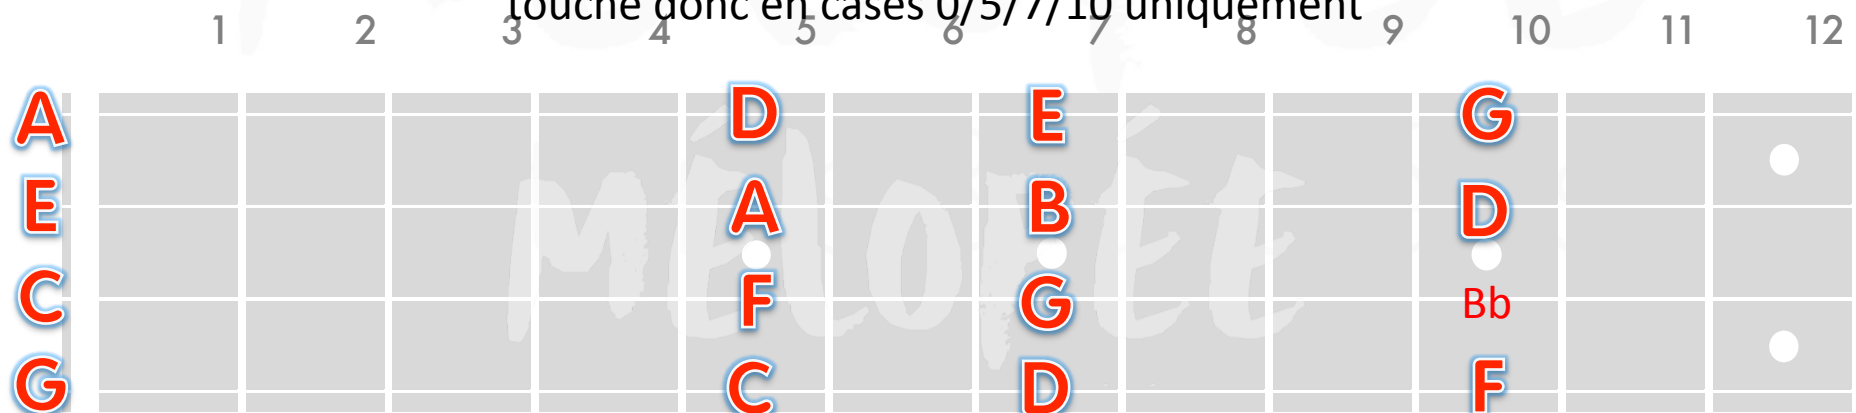 touche donc en cases 0/5/7/10 uniquement
1 2 3 4 5 6 7 8 9 10 11 12
A D E G
E A B D
C F G Bb
G C D F
MÉLOPÉE